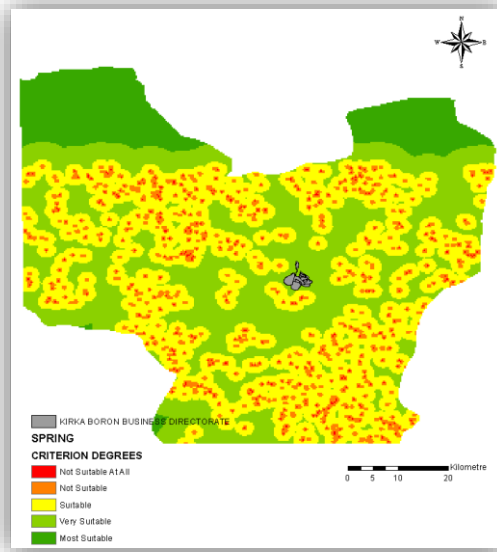 N
W E
S
KIRKA BORON BUSINESS DIRECTORATE
SPRING
CRITERION DEGREES
Not Suitable At All
Not Suitable
Suitable
Very Suitable
Most Suitable
Kilometre
0 5 10 20